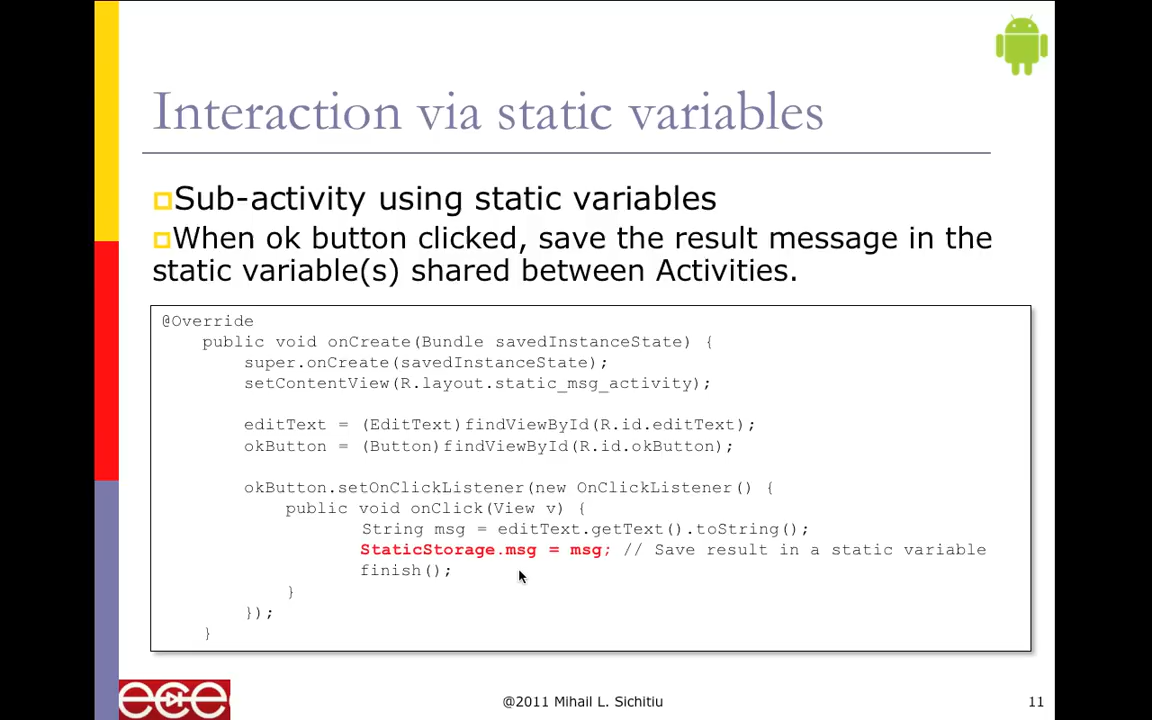 Interaction via static variables
Sub-activity using static variables
When ok button clicked, save the result message in the
static variable(s) shared between Activities.
@Override
public void onCreate(Bundle savedInstanceState) {
super.onCreate(savedInstanceState);
setContentView(R.layout.static_msg_activity);
editText = (EditText)findViewById(R.id.editText);
okButton = (Button)findViewById(R.id.okButton);
okButton.setOnClickListener(new OnClickListener() {
public void onClick(View v) {
String msg = editText.getText().toString();
StaticStorage.msg = msg; // Save result in a static variable
finish();
}
});
}
ece
@2011 Mihail L. Sichitiu
11